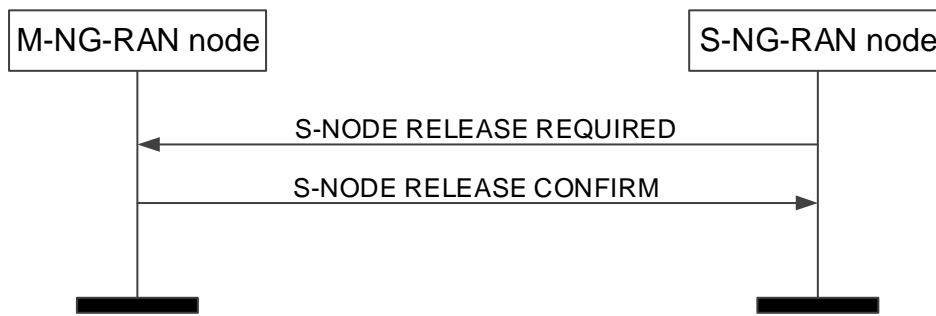 M-NG-RAN node
S-NG-RAN node
S-NODE RELEASE REQUIRED
S-NODE RELEASE CONFIRM